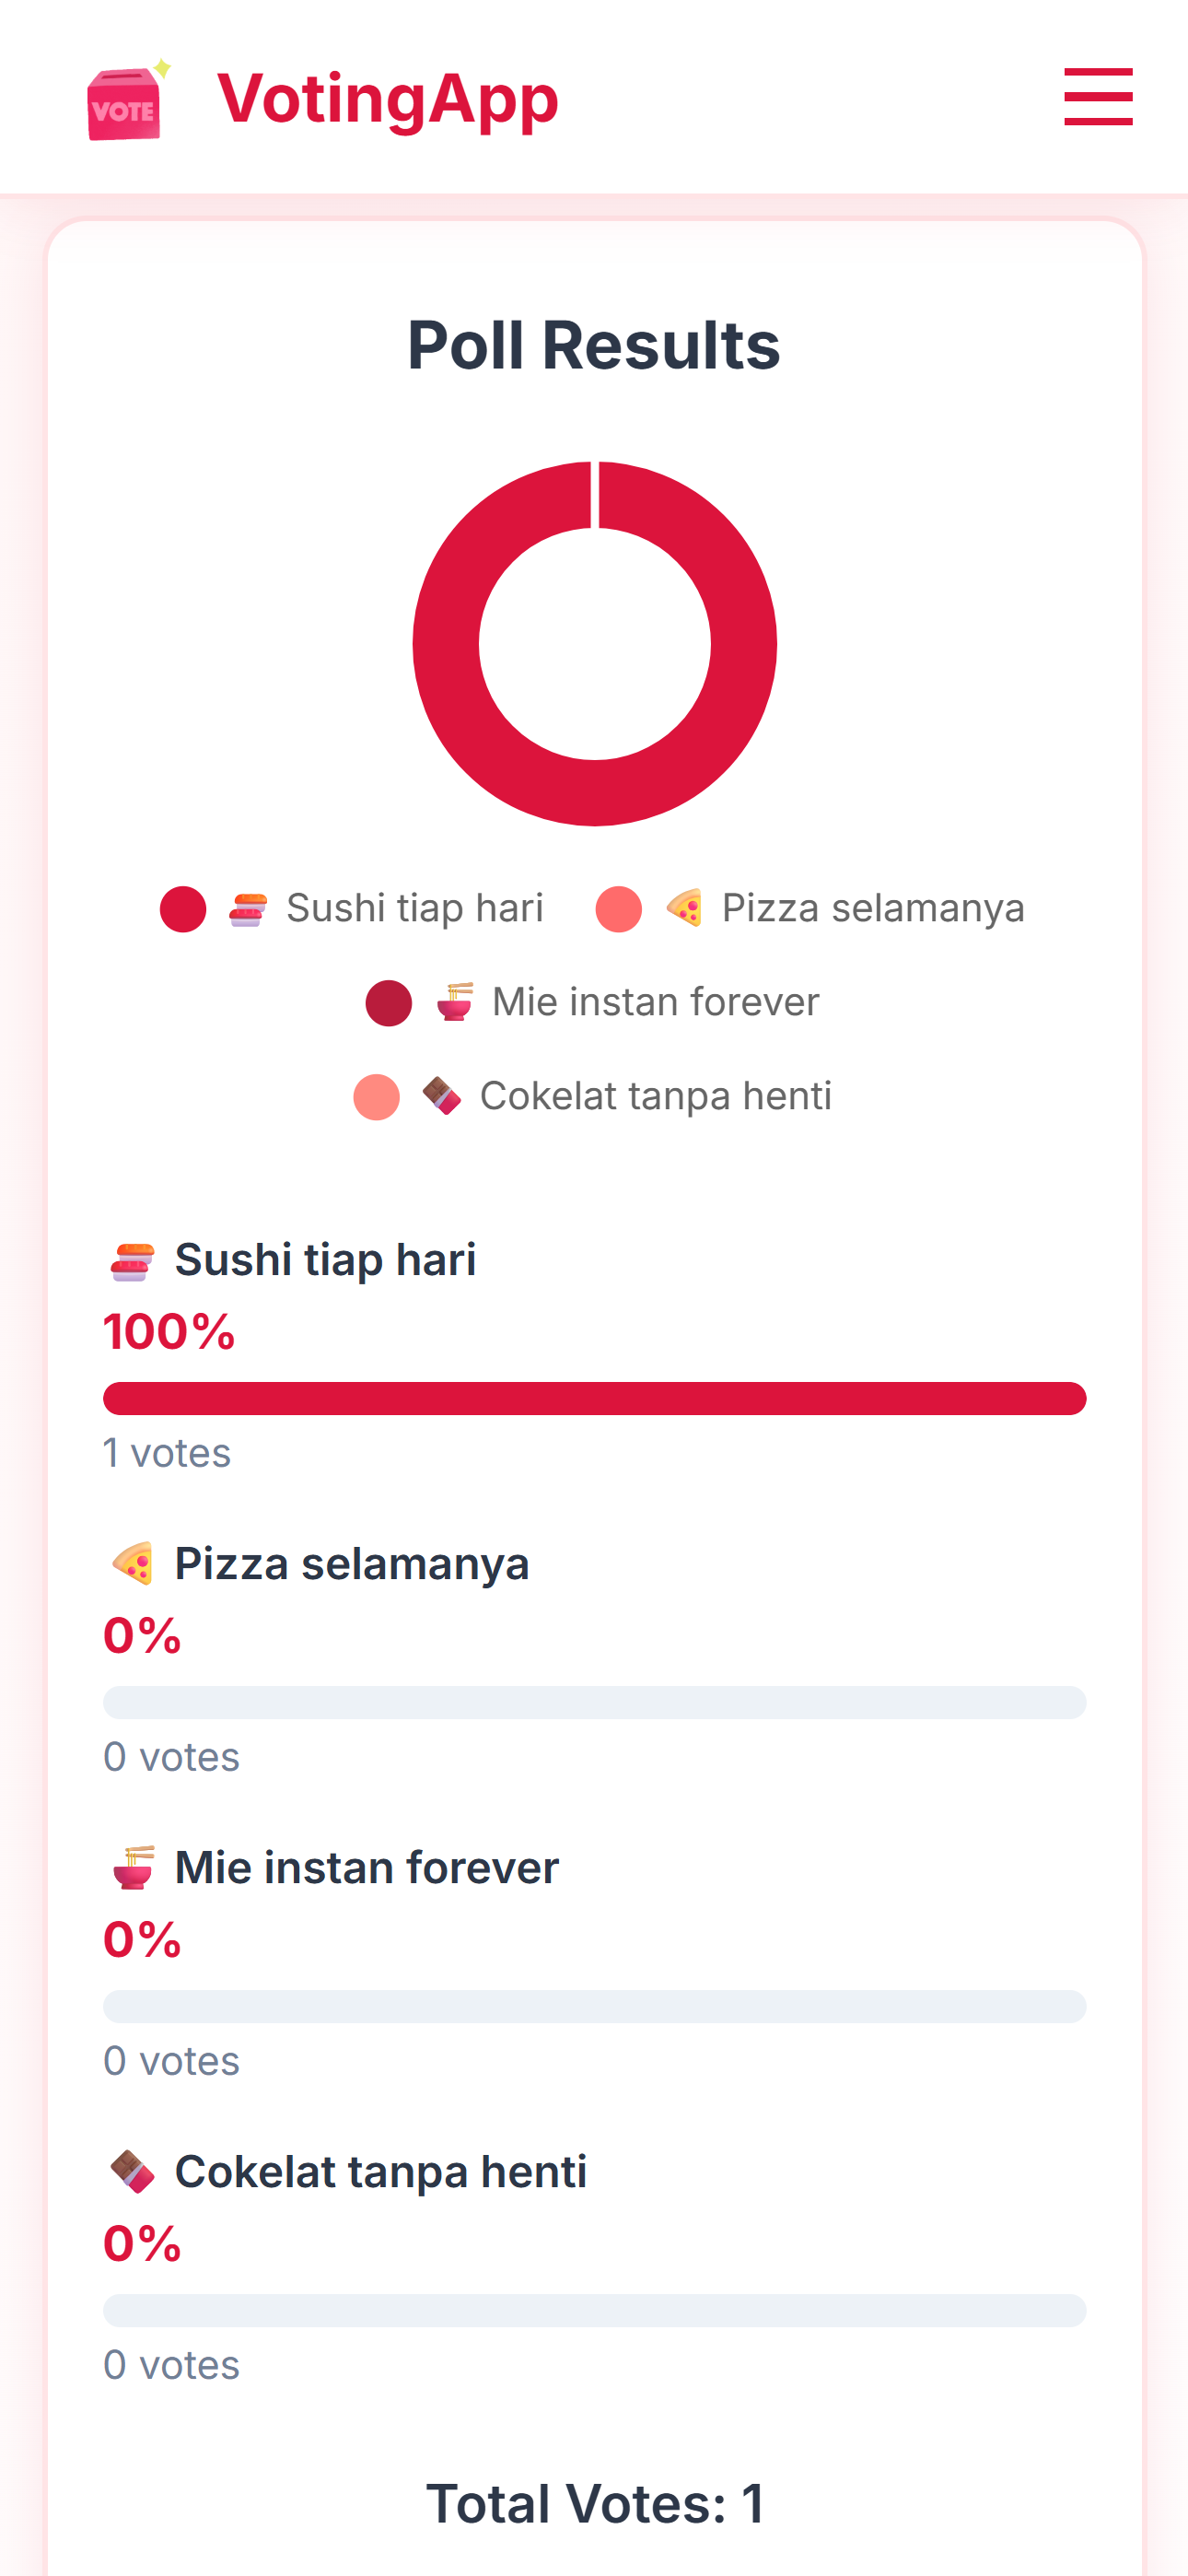 VOTE
VotingApp
Poll Results
Sushi tiap hari
Pizza selamanya
Mie instan forever
Cokelat tanpa henti
Sushi tiap hari
100%
1 votes
Pizza selamanya
0%
0 votes
Mie instan forever
0%
0 votes
Cokelat tanpa henti
0%
0 votes
Total Votes: 1